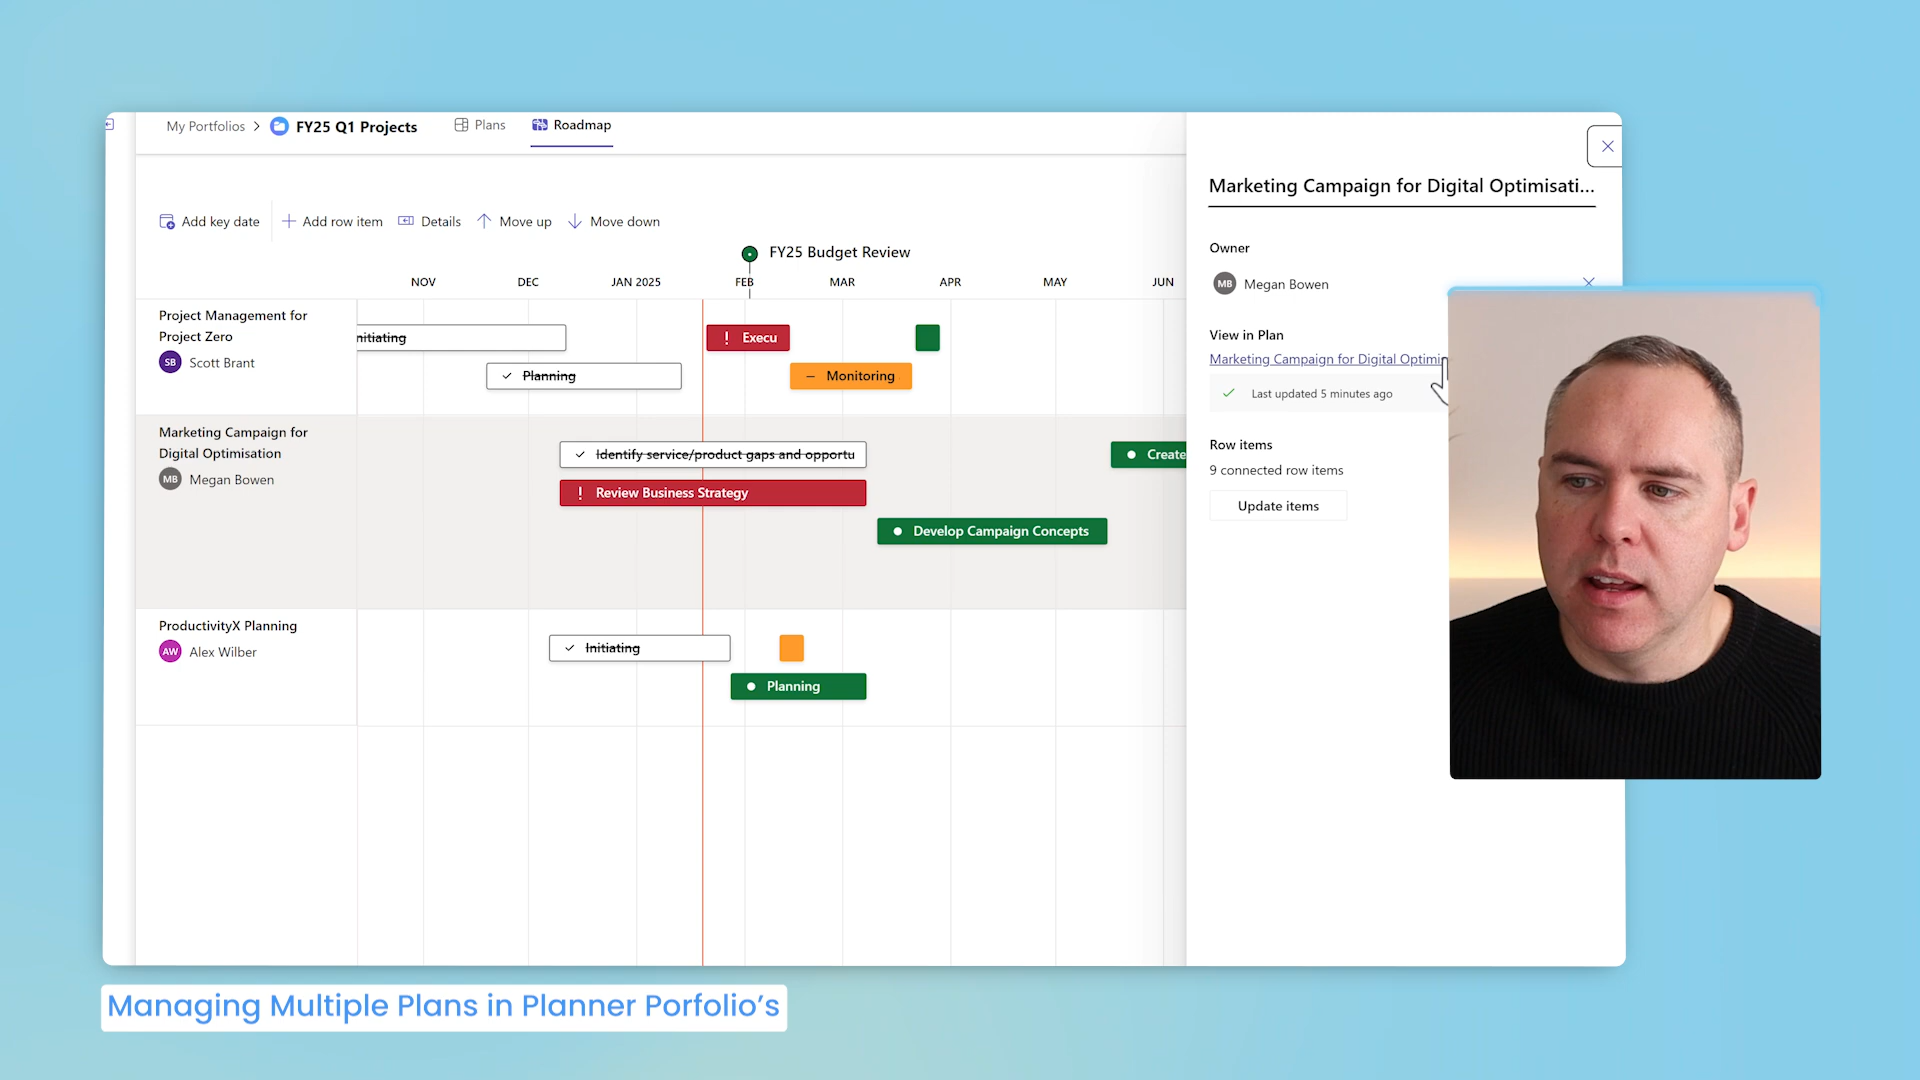 My Portfolios > FY25 Q1 Projects
Plans
Roadmap
Add key date
Add row item
Details
Move up
Move down
FY25 Budget Review
NOV
DEC
JAN 2025
FEB
MAR
APR
MAY
JUN
Project Management for
Project Zero
SB
Scott Brant
nitiating
Planning
! Execu
Monitoring
Marketing Campaign for
Digital Optimisation
MB
Megan Bowen
Identify service/product gaps and opportu
! Review Business Strategy
Develop Campaign Concepts
Create
ProductivityX Planning
AW
Alex Wilber
Initiating
Planning
Marketing Campaign for Digital Optimisati...
Owner
MB
Megan Bowen
View in Plan
Marketing Campaign for Digital Optimi
Last updated 5 minutes ago
Row items
9 connected row items
Update items
Managing Multiple Plans in Planner Porfolio’s